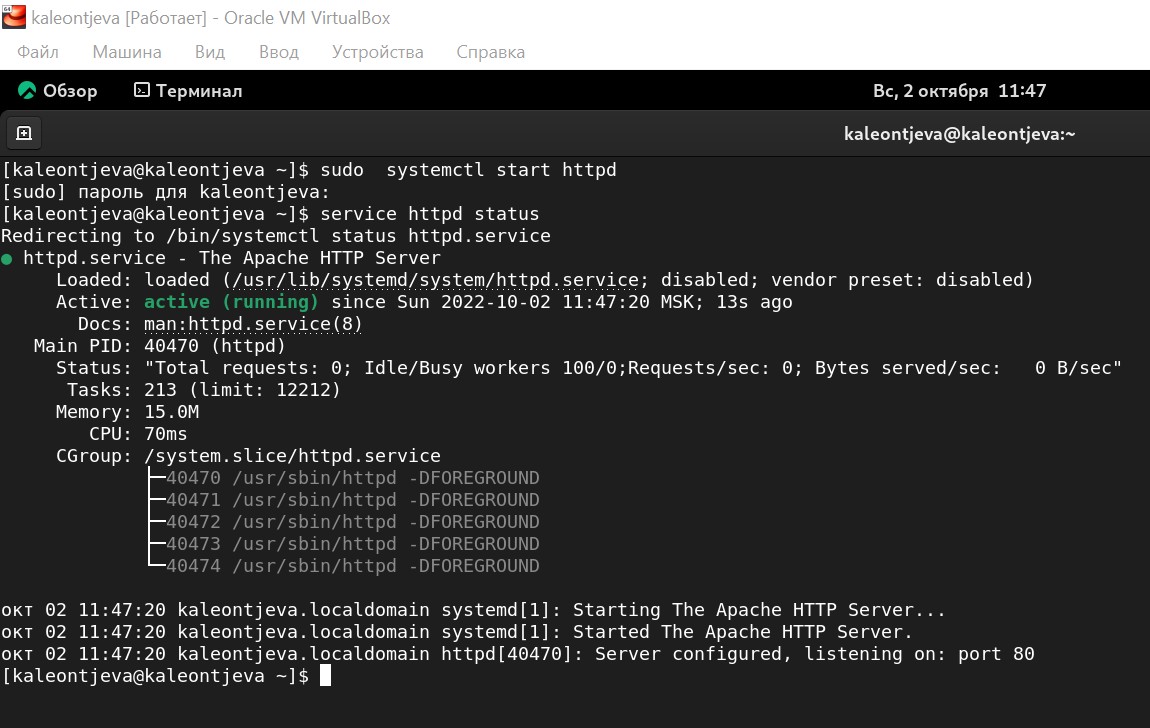 kaleontjeva [Работает] - Oracle VM VirtualBox
Файл Машина Вид Ввод Устройства Справка
Обзор Терминал Вс, 2 октября 11:47
kaleontjeva@kaleontjeva:~
[kaleontjeva@kaleontjeva ~]$ sudo  systemctl start httpd
[sudo] пароль для kaleontjeva:
[kaleontjeva@kaleontjeva ~]$ service httpd status
Redirecting to /bin/systemctl status httpd.service
● httpd.service - The Apache HTTP Server
     Loaded: loaded (/usr/lib/systemd/system/httpd.service; disabled; vendor preset: disabled)
     Active: active (running) since Sun 2022-10-02 11:47:20 MSK; 13s ago
       Docs: man:httpd.service(8)
   Main PID: 40470 (httpd)
     Status: "Total requests: 0; Idle/Busy workers 100/0;Requests/sec: 0; Bytes served/sec:   0 B/sec"
      Tasks: 213 (limit: 12212)
     Memory: 15.0M
        CPU: 70ms
     CGroup: /system.slice/httpd.service
             ├─40470 /usr/sbin/httpd -DFOREGROUND
             ├─40471 /usr/sbin/httpd -DFOREGROUND
             ├─40472 /usr/sbin/httpd -DFOREGROUND
             ├─40473 /usr/sbin/httpd -DFOREGROUND
             └─40474 /usr/sbin/httpd -DFOREGROUND
окт 02 11:47:20 kaleontjeva.localdomain systemd[1]: Starting The Apache HTTP Server...
окт 02 11:47:20 kaleontjeva.localdomain systemd[1]: Started The Apache HTTP Server.
окт 02 11:47:20 kaleontjeva.localdomain httpd[40470]: Server configured, listening on: port 80
[kaleontjeva@kaleontjeva ~]$